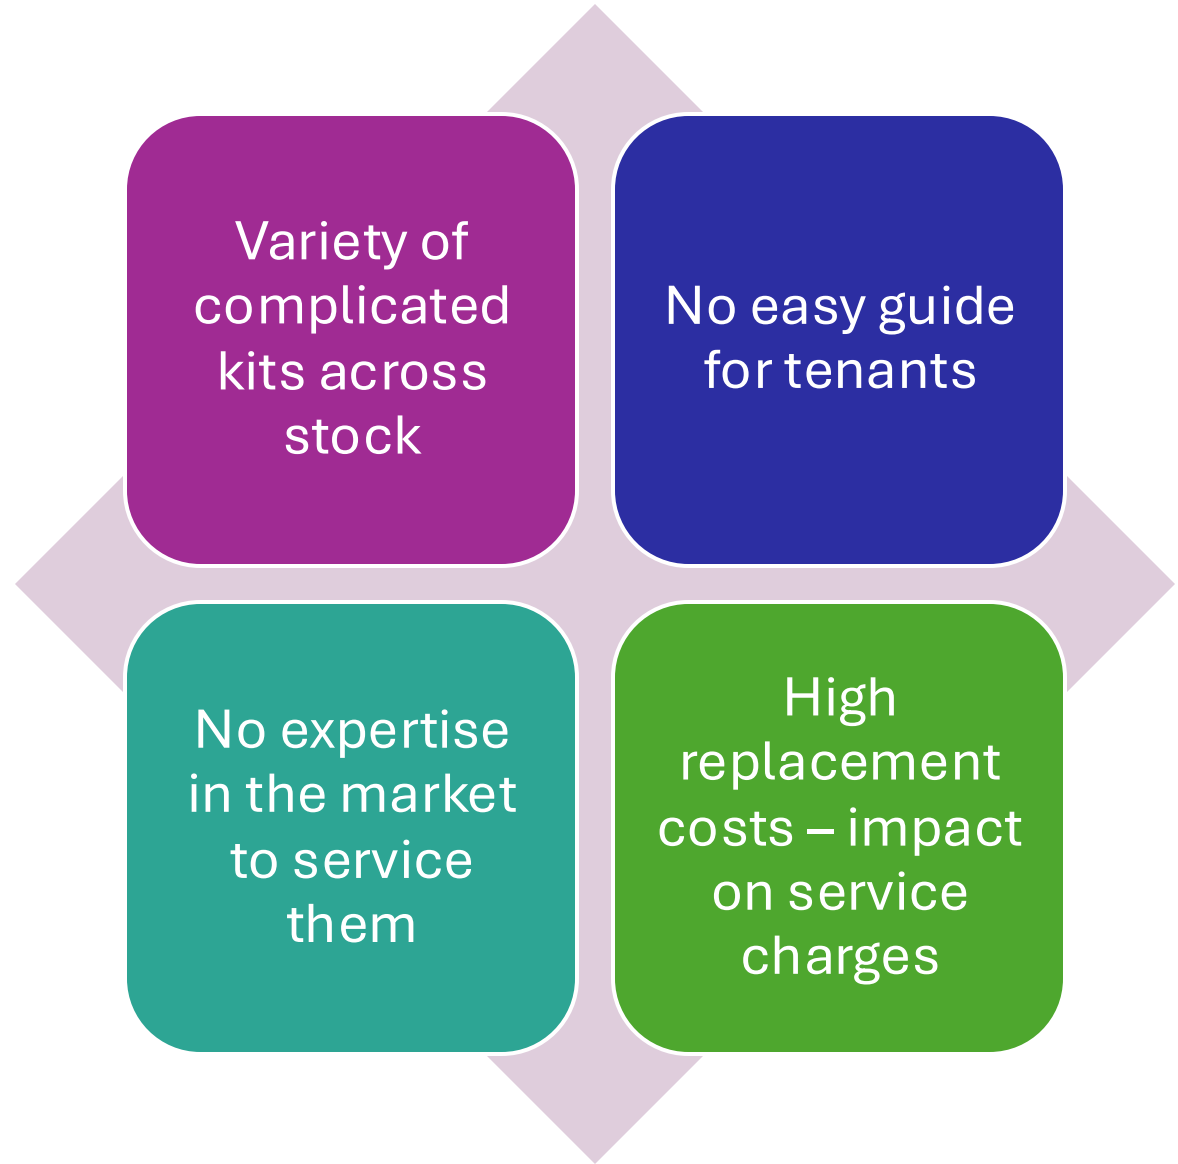 Variety of
complicated
kits across
stock
No easy guide
for tenants
No expertise
in the market
to service
them
High
replacement
costs – impact
on service
charges